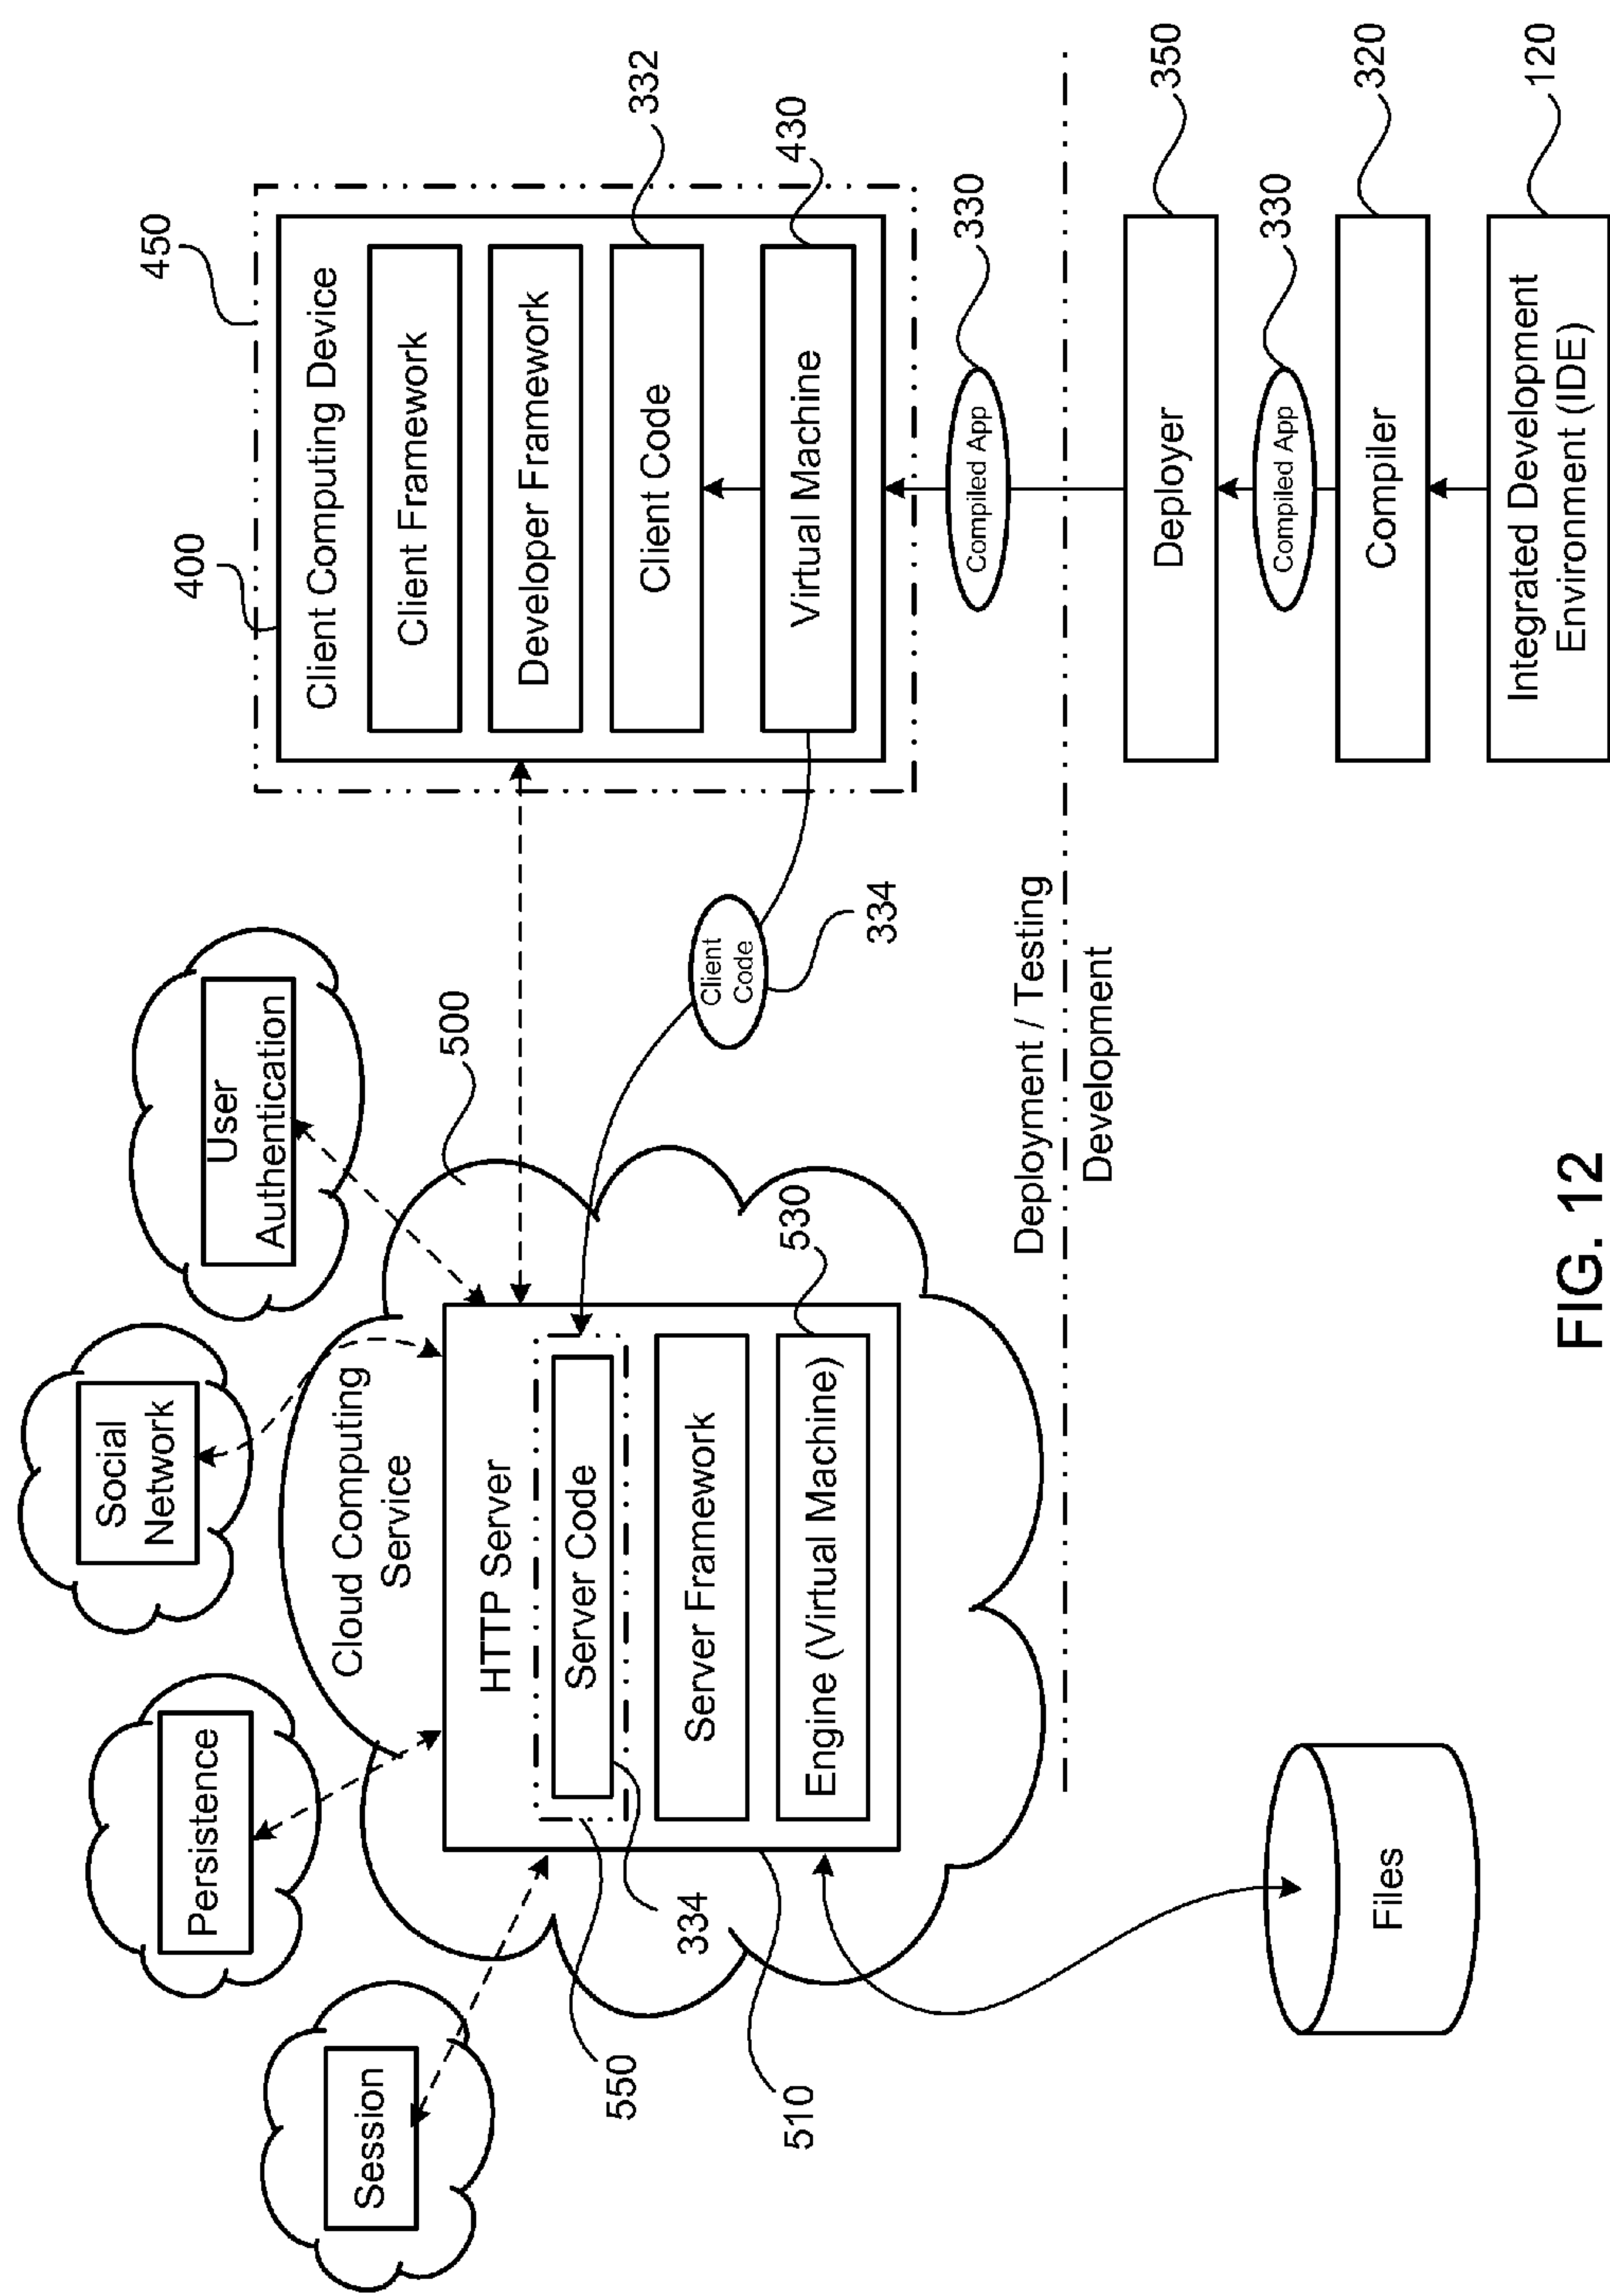 Session
Persistence
Social
Network
User
Authentication
500
Cloud Computing
Service
HTTP Server
Server Code
Server Framework
Engine (Virtual Machine)
530
334
550
510
Client
Code
334
450
400
Client Computing Device
Client Framework
Developer Framework
Client Code
332
Virtual Machine
430
Compiled App
330
Deployment / Testing
Development
Deployer
350
Compiled App
330
Compiler
320
Integrated Development
Environment (IDE)
120
Files
FIG. 12